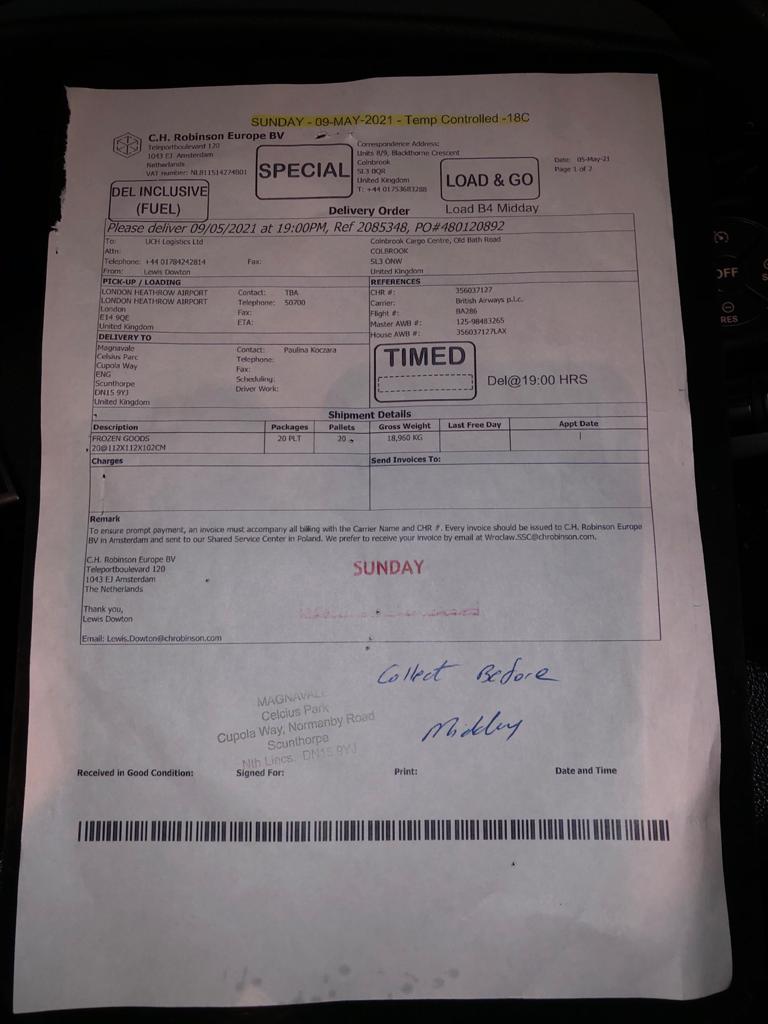 SUNDAY - 09-MAY-2021 - Temp Controlled -18C
C.H. Robinson Europe BV
Teleportboulevard 120
1043 EJ Amsterdam
Netherlands
VAT number: NL811514274B01
Correspondence Address:
Units 8/9, Blackthorne Crescent
Colnbrook
SL3 0QR
United Kingdom
T: +44 01753683288
Date: 05-May-21
Page 1 of 2
SPECIAL
LOAD & GO
DEL INCLUSIVE
(FUEL)
Delivery Order
Load B4 Midday
Please deliver 09/05/2021 at 19:00PM, Ref 2085348, PO#480120892
To: UCH Logistics Ltd
Attn:
Telephone: +44 01784242814 Fax:
From: Lewis Dowton
Colnbrook Cargo Centre, Old Bath Road
COLBROOK
SL3 0NW
United Kingdom
PICK-UP / LOADING
LONDON HEATHROW AIRPORT
LONDON HEATHROW AIRPORT
London
E14 9QE
United Kingdom
Contact: TBA
Telephone: 50700
Fax:
ETA:
REFERENCES
CHR #: 356037127
Carrier: British Airways p.l.c.
Flight #: BA286
Master AWB #: 125-98483265
House AWB #: 356037127LAX
DELIVERY TO
Magnavale
Celsius Parc
Cupola Way
ENG
Scunthorpe
DN15 9YJ
United Kingdom
Contact: Paulina Koczara
Telephone:
Fax:
Scheduling:
Driver Work:
TIMED
Del@19:00 HRS
Shipment Details
Description Packages Pallets Gross Weight Last Free Day Appt Date
FROZEN GOODS 20 PLT 20 18,960 KG
20@112X112X102CM
Charges Send Invoices To:
Remark
To ensure prompt payment, an invoice must accompany all billing with the Carrier Name and CHR #. Every invoice should be issued to C.H. Robinson Europe
BV in Amsterdam and sent to our Shared Service Center in Poland. We prefer to receive your invoice by email at Wroclaw.SSC@chrobinson.com.
C.H. Robinson Europe BV
Teleportboulevard 120
1043 EJ Amsterdam
The Netherlands
SUNDAY
Thank you,
Lewis Dowton
Email: Lewis.Dowton@chrobinson.com
Collect Before
Midday
MAGNAVALE
Celcius Park
Cupola Way, Normanby Road
Scunthorpe
Nth Lincs. DN15 9YJ
Received in Good Condition: Signed For: Print: Date and Time
OFF
RES